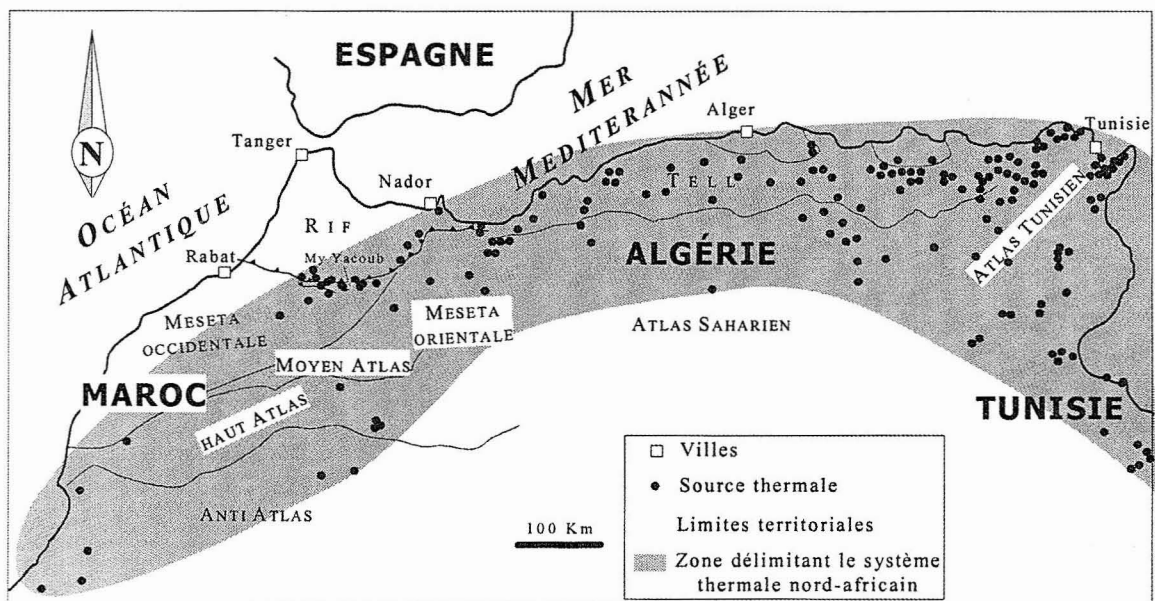 ESPAGNE
MER
MEDITERANNÉE
OCÉAN
ATLANTIQUE
N
Tanger
Nador
Alger
Tunisie
RIF
TELL
Rabat
My Yacoub
ATLAS TUNISIEN
ALGÉRIE
MESETA
OCCIDENTALE
MESETA
ORIENTALE
ATLAS SAHARIEN
MOYEN ATLAS
MAROC
HAUT ATLAS
TUNISIE
ANTI ATLAS
100 Km
Villes
Source thermale
Limites territoriales
Zone délimitant le système
thermale nord-africain